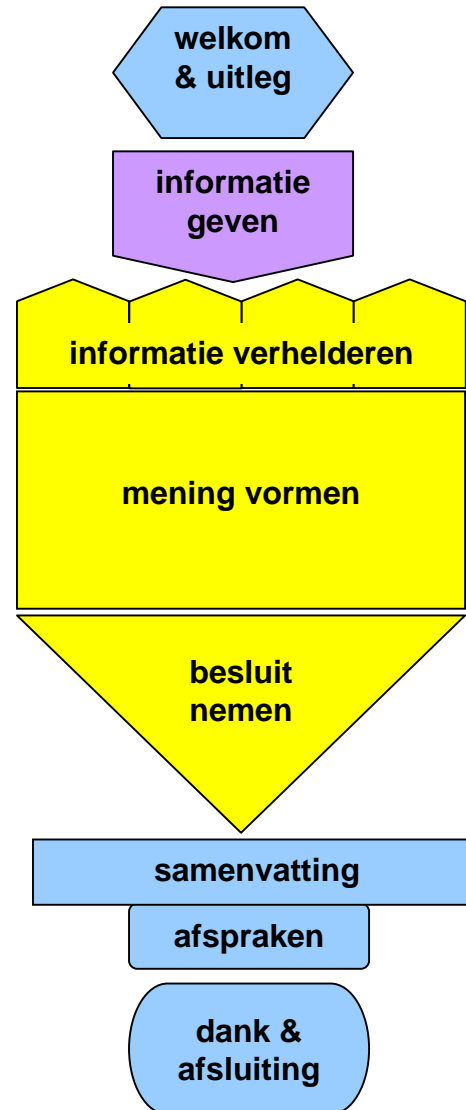 welkom
& uitleg
informatie
geven
informatie verhelderen
mening vormen
besluit
nemen
samenvatting
afspraken
dank &
afsluiting